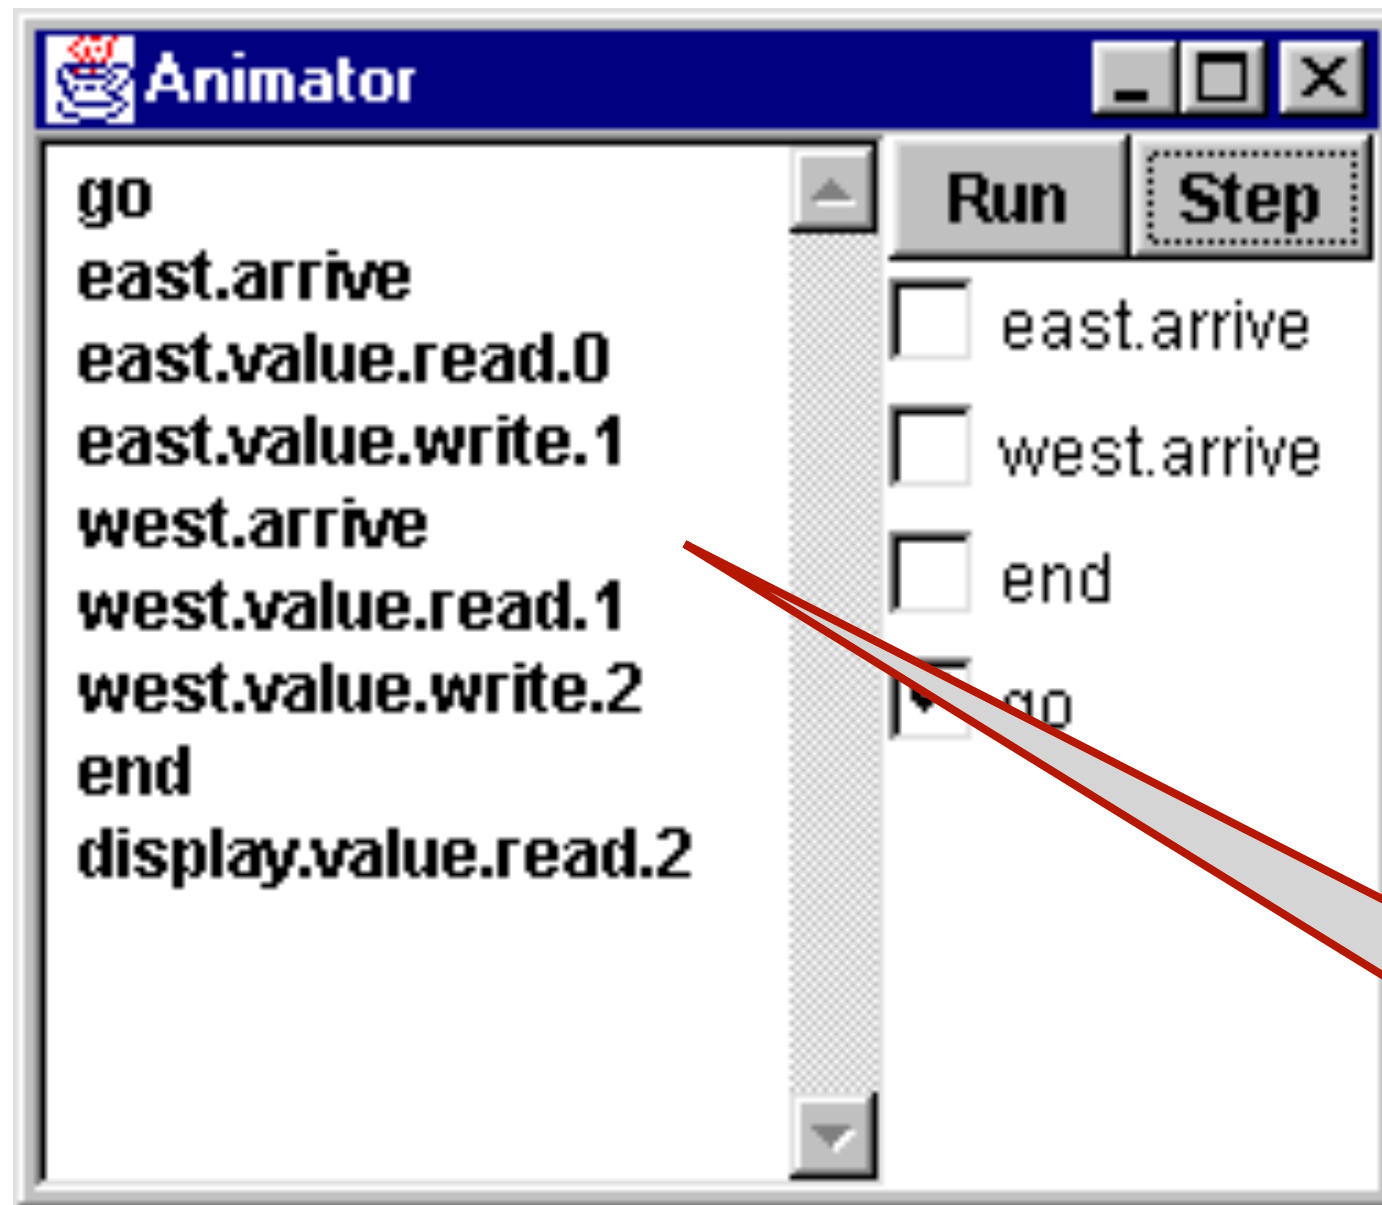 Animator
go
east.arrive
east.value.read.0
east.value.write.1
west.arrive
west.value.read.1
west.value.write.2
end
display.value.read.2
Run Step
east.arrive
west.arrive
end
go